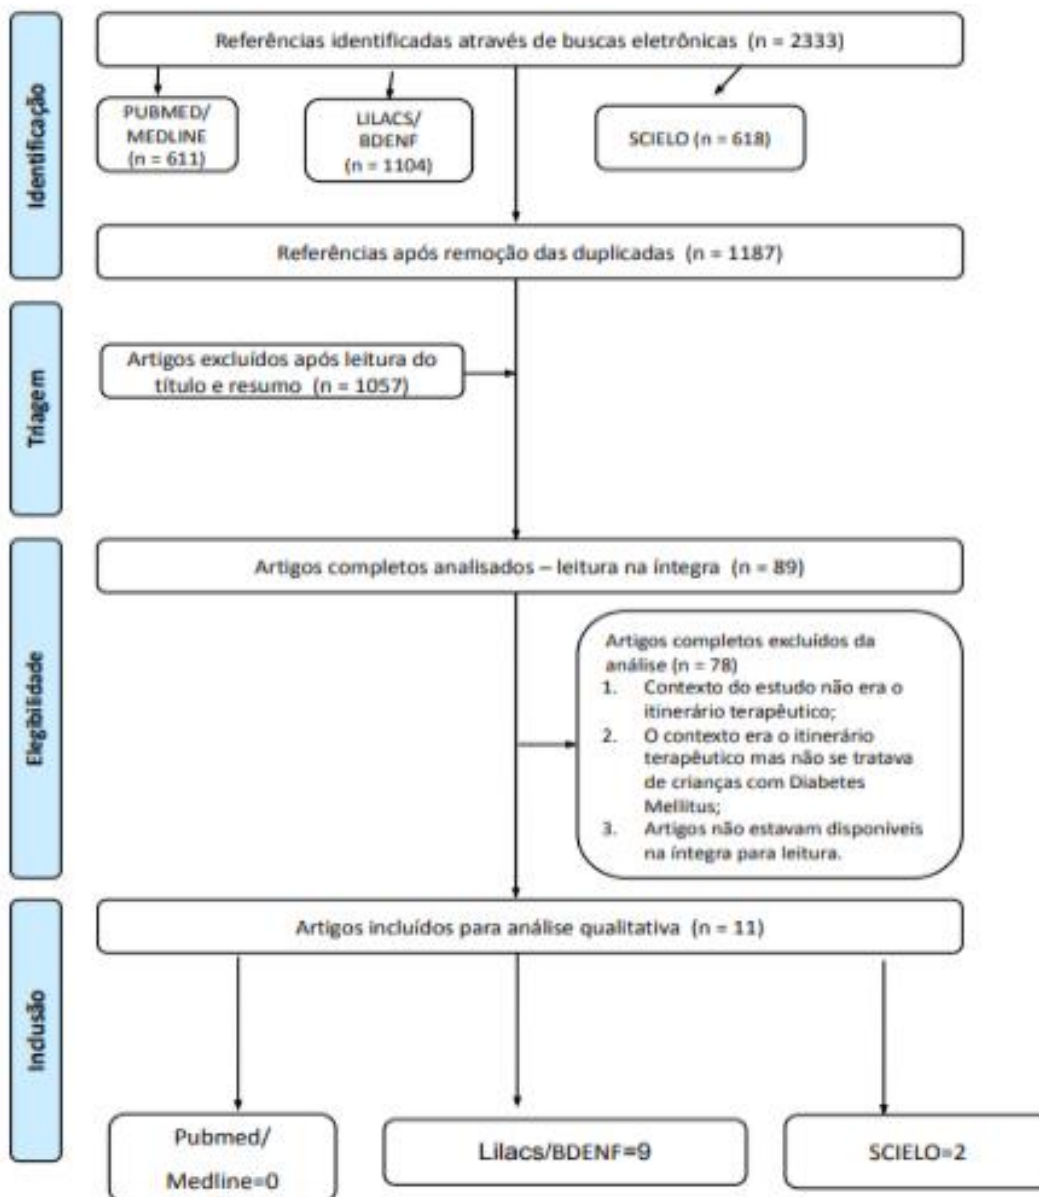 Identificação
Referências identificadas através de buscas eletrônicas (n = 2333)
PUBMED/
MEDLINE
(n = 611)
LILACS/
BDENF
(n = 1104)
SCIELO (n = 618)
Referências após remoção das duplicadas (n = 1187)
Triagem
Artigos excluídos após leitura do
título e resumo (n = 1057)
Elegibilidade
Artigos completos analisados – leitura na íntegra (n = 89)
Artigos completos excluídos da
análise (n = 78)
1. Contexto do estudo não era o
itinerário terapêutico;
2. O contexto era o itinerário
terapêutico mas não se tratava
de crianças com Diabetes
Mellitus;
3. Artigos não estavam disponíveis
na íntegra para leitura.
Inclusão
Artigos incluídos para análise qualitativa (n = 11)
Pubmed/
Medline=0
Lilacs/BDENF=9
SCIELO=2